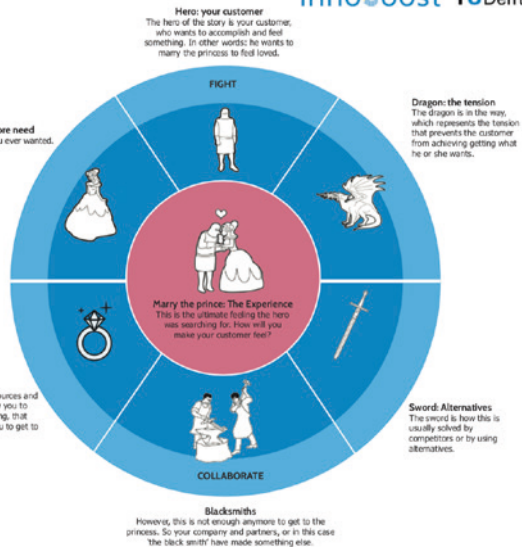 Hero: your customer
The hero of the story is your customer,
who wants to accomplish and feel
something. In other words: he wants to
marry the princess to feel loved.
FIGHT
Dragon: the tension
The dragon is in the way,
which represents the tension
that prevents the customer
from achieving getting what
he or she wants.
need
ever wanted.
Marry the prince: The Experience
This is the ultimate feeling the hero
was searching for. How will you
make your customer feel?
and
you to
that
to get to
Sword: Alternatives
The sword is how this is
usually solved by
competitors or by using
alternatives.
COLLABORATE
Blacksmiths
However, this is not enough anymore to get to the
princess. So your company and partners, or in this case
'the black smith' have made something else.